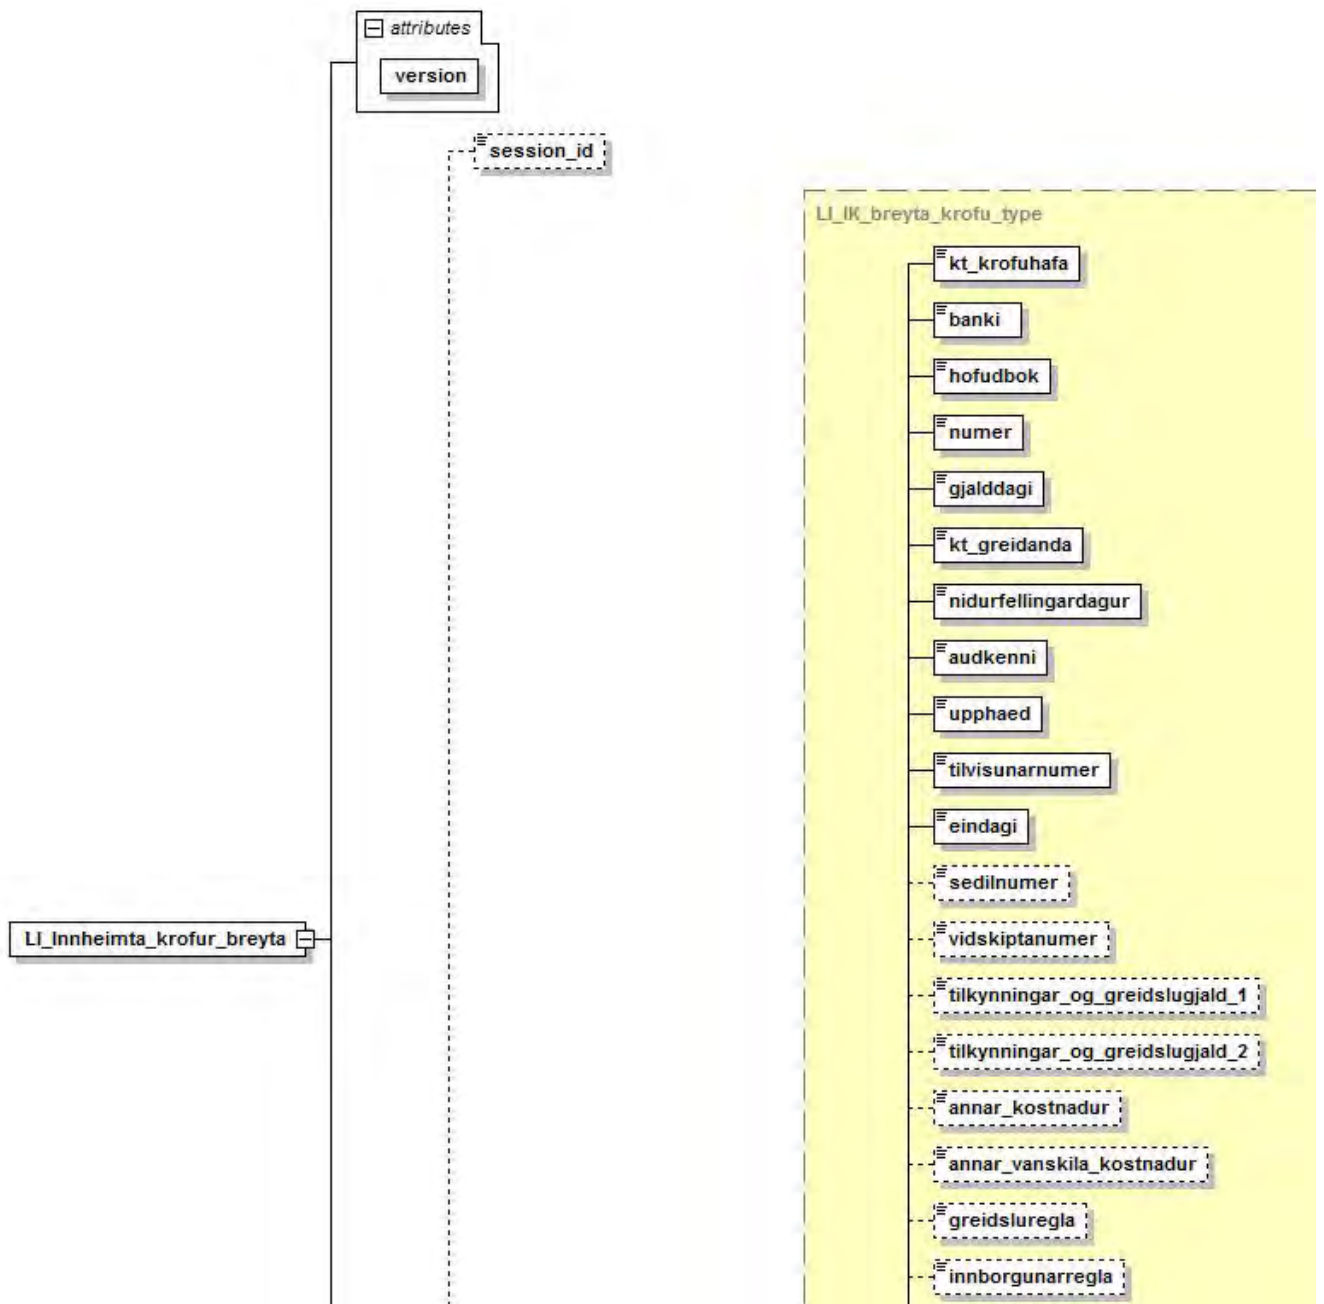 attributes
version
session_id
LI_IK_breyta_krofu_type
kt_krofuhafa
banki
hofudbok
numer
gjalddagi
kt_greidanda
nidurfellingardagur
audkenni
upphaed
tilvisunarnumer
eindagi
sedilnumer
LI_Innheimta_krofur_breyta
vidskiptanumer
tilkynningar_og_greidslugjald_1
tilkynningar_og_greidslugjald_2
annar_kostnadur
annar_vanskila_kostnadur
greidsluregla
innborgunarregla